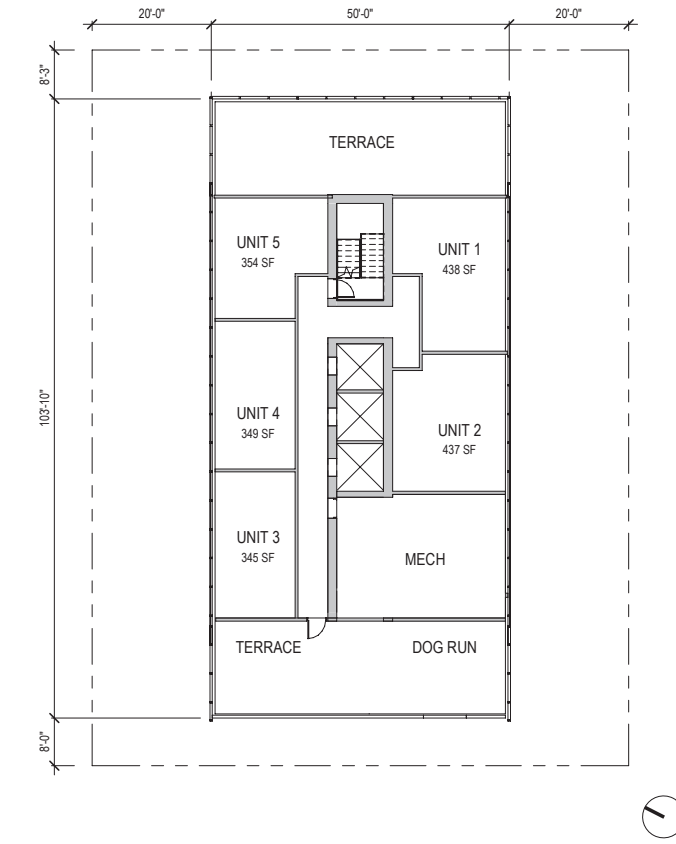 20'-0"
50'-0"
20'-0"
8'-3"
TERRACE
UNIT 5
354 SF
UNIT 1
438 SF
103'-10"
UNIT 4
349 SF
UNIT 2
437 SF
UNIT 3
345 SF
MECH
TERRACE
DOG RUN
8'-0"